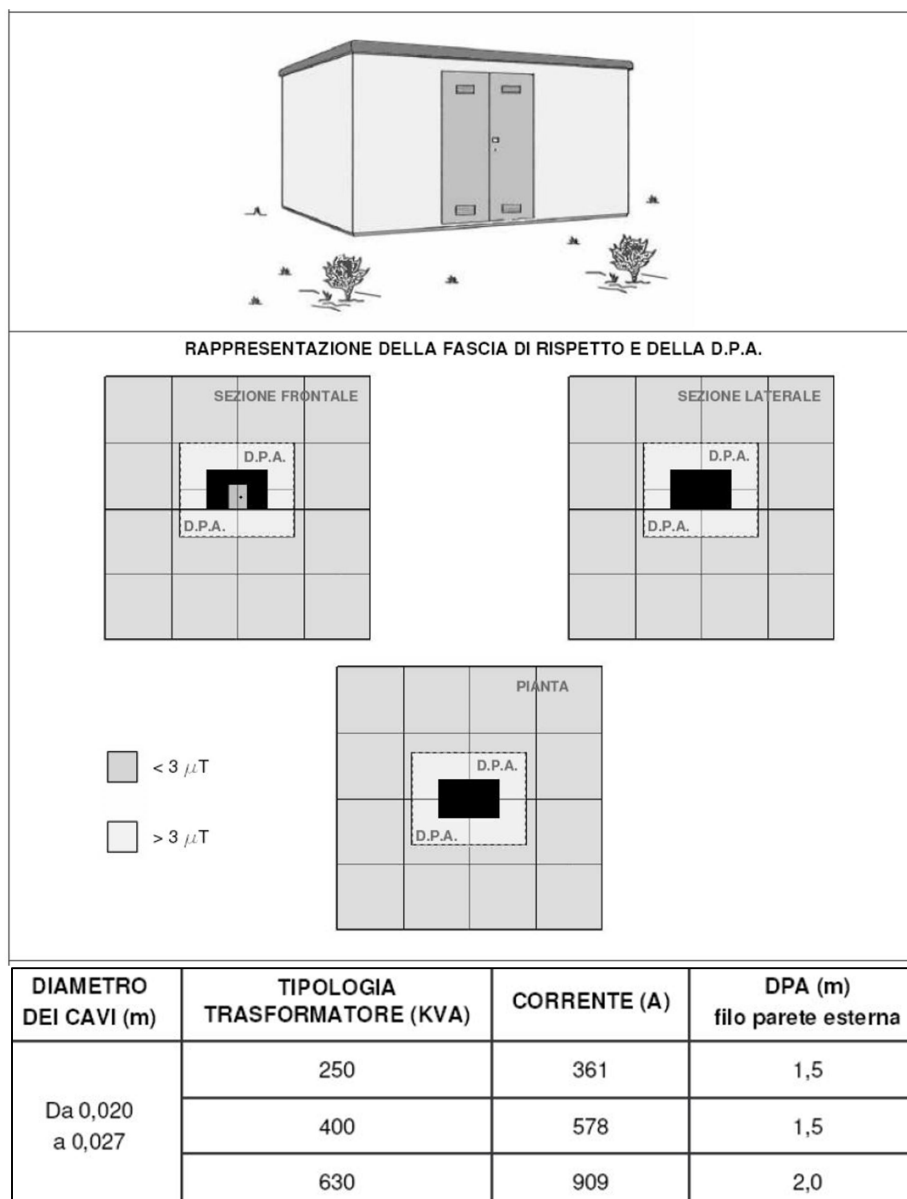 RAPPRESENTAZIONE DELLA FASCIA DI RISPETTO E DELLA D.P.A.
SEZIONE FRONTALE
D.P.A.
D.P.A.
SEZIONE LATERALE
D.P.A.
D.P.A.
PIANTA
D.P.A.
D.P.A.
< 3 μT
> 3 μT
DIAMETRO
DEI CAVI (m)
TIPOLOGIA
TRASFORMATORE (KVA)
CORRENTE (A)
DPA (m)
filo parete esterna
Da 0,020
a 0,027
250
361
1,5
400
578
1,5
630
909
2,0